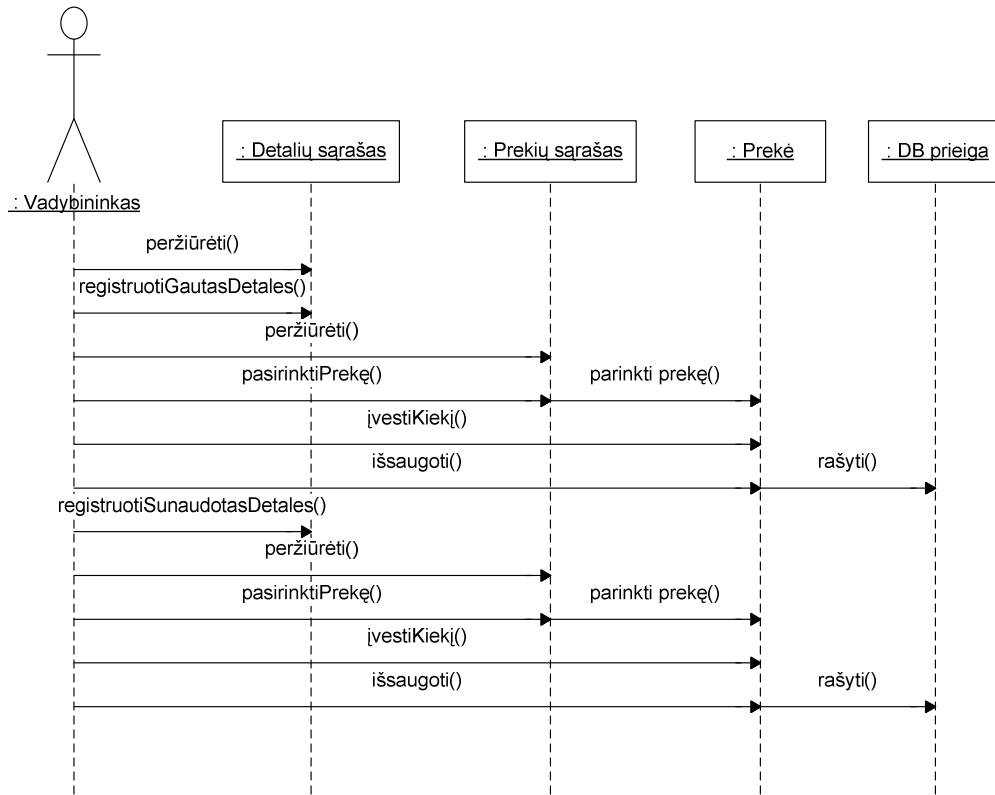 : Detalių sąrašas
: Prekių sąrašas
: Prekė
: DB prieiga
: Vadybininkas
peržiūrėti()
registruotiGautasDetales()
peržiūrėti()
pasirinktiPrekę()
parinkti prekę()
įvestiKiekį()
išsaugoti()
rašyti()
registruotiSunaudotasDetales()
peržiūrėti()
pasirinktiPrekę()
parinkti prekę()
įvestiKiekį()
išsaugoti()
rašyti()